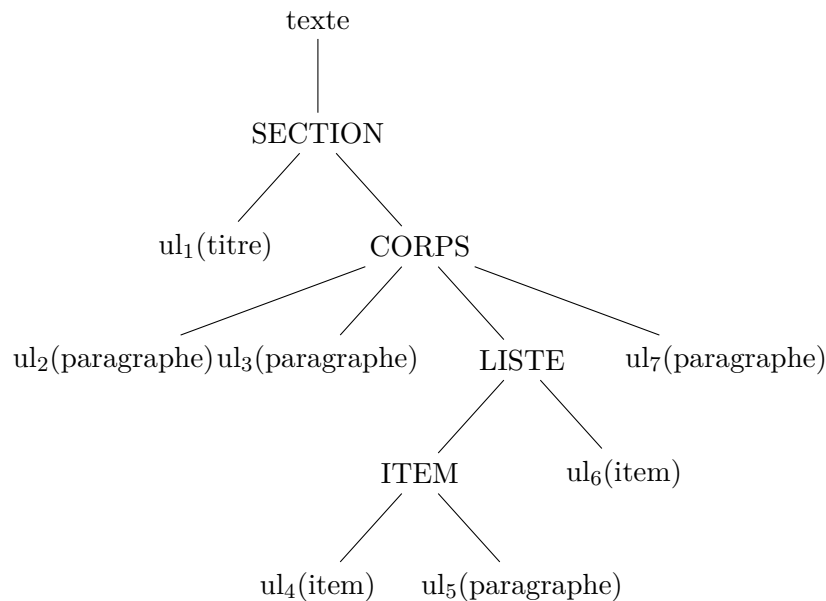 texte
SECTION
ul₁(titre)
CORPS
ul₂(paragraphe) ul₃(paragraphe) LISTE ul₇(paragraphe)
ITEM ul₆(item)
ul₄(item) ul₅(paragraphe)